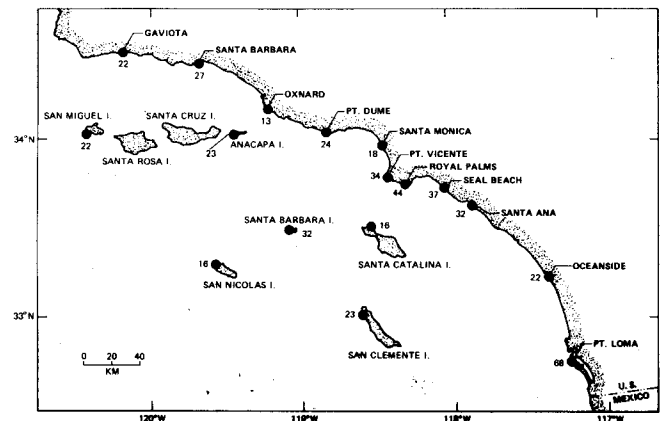 GAVIOTA
22
SANTA BARBARA
27
OXNARD
13
PT. DUME
24
34°N
SAN MIGUEL I.
22
SANTA CRUZ I.
SANTA ROSA I.
23
ANACAPA I.
SANTA MONICA
18
PT. VICENTE
34
ROYAL PALMS
44
SEAL BEACH
37
SANTA ANA
32
SANTA BARBARA I.
32
16
SANTA CATALINA I.
16
SAN NICOLAS I.
OCEANSIDE
22
33°N
23
SAN CLEMENTE I.
PT. LOMA
68
0 20 40
KM
U.S.
MEXICO
120°W
119°W
118°W
117°W